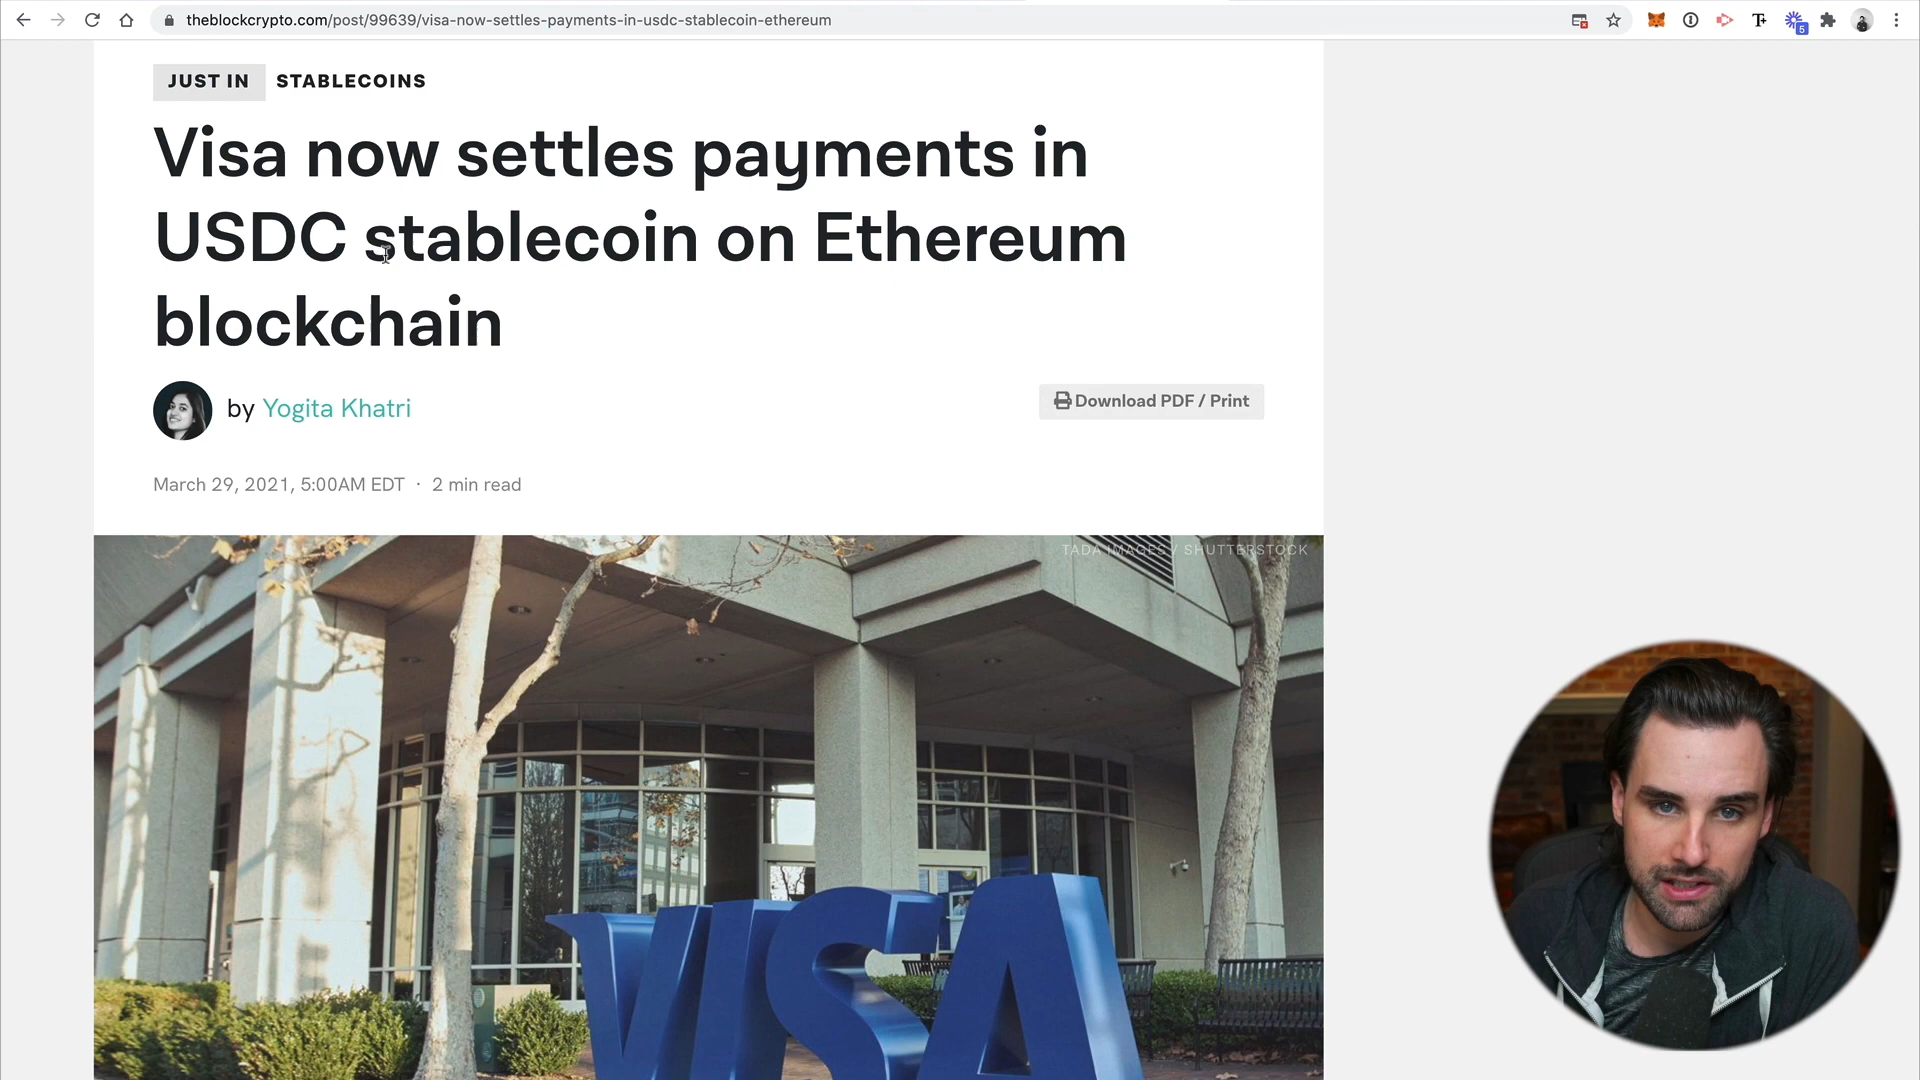 theblockcrypto.com/post/99639/visa-now-settles-payments-in-usdc-stablecoin-ethereum
5
JUST IN STABLECOINS
Visa now settles payments in
USDC stablecoin on Ethereum
blockchain
by Yogita Khatri
Download PDF / Print
March 29, 2021, 5:00AM EDT · 2 min read
TADA IMAGES / SHUTTERSTOCK
VISA